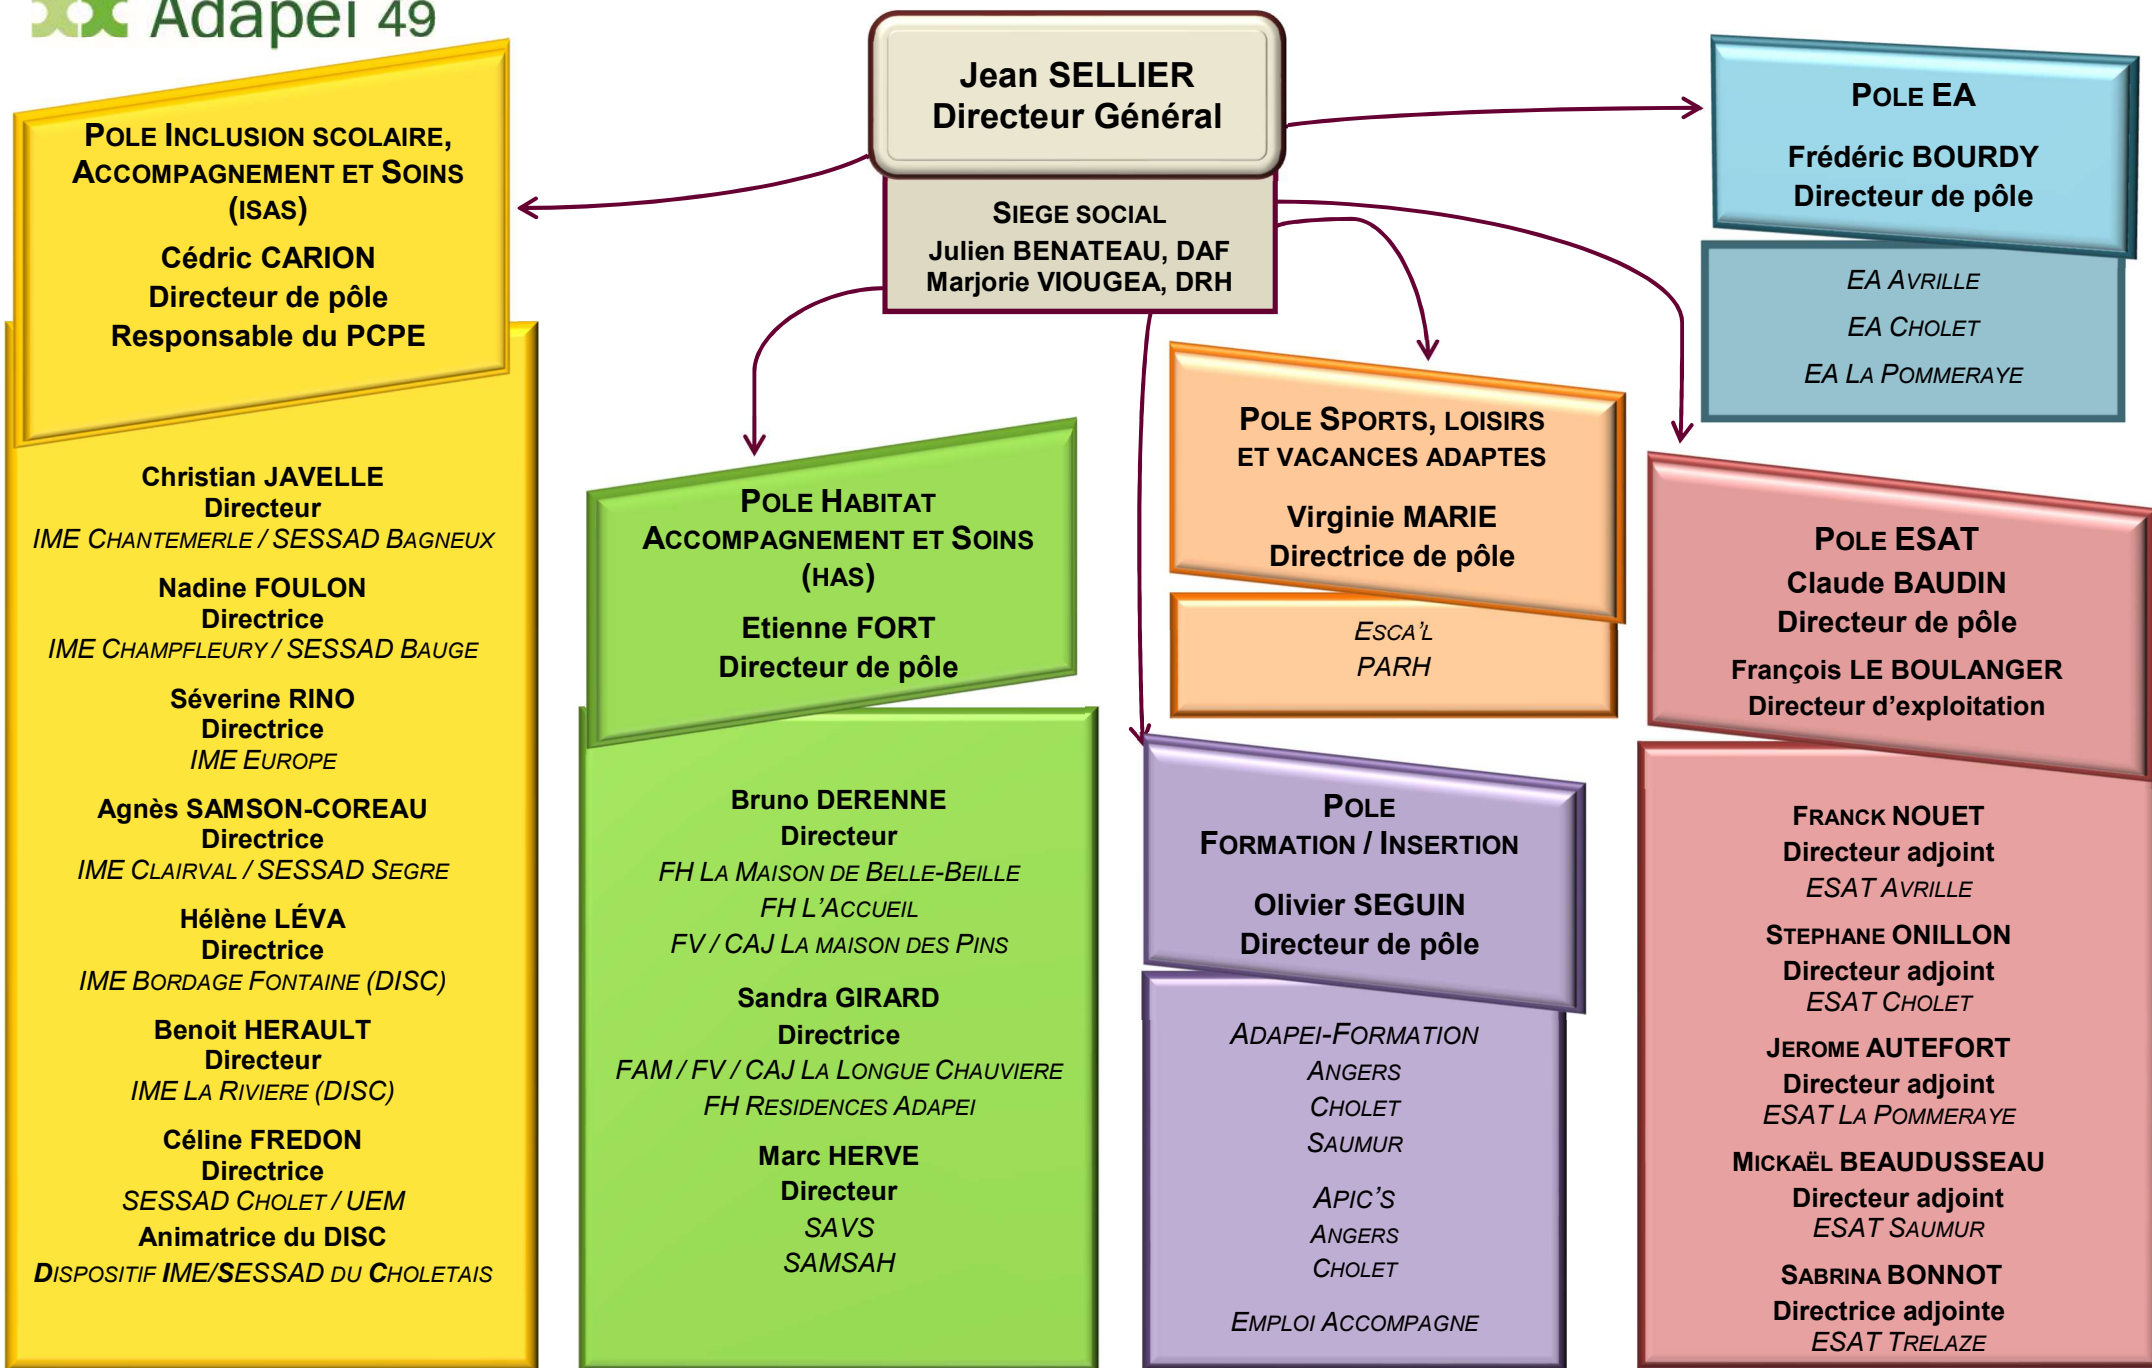 Adapei 49
Jean SELLIER
Directeur Général
SIEGE SOCIAL
Julien BENATEAU, DAF
Marjorie VIOUGEA, DRH
POLE INCLUSION SCOLAIRE,
ACCOMPAGNEMENT ET SOINS
(ISAS)
Cédric CARION
Directeur de pôle
Responsable du PCPE
Christian JAVELLE
Directeur
IME CHANTEMERLE / SESSAD BAGNEUX
Nadine FOULON
Directrice
IME CHAMPFLEURY / SESSAD BAUGE
Séverine RINO
Directrice
IME EUROPE
Agnès SAMSON-COREAU
Directrice
IME CLAIRVAL / SESSAD SEGRE
Hélène LÉVA
Directrice
IME BORDAGE FONTAINE (DISC)
Benoit HERAULT
Directeur
IME LA RIVIERE (DISC)
Céline FREDON
Directrice
SESSAD CHOLET / UEM
Animatrice du DISC
DISPOSITIF IME/SESSAD DU CHOLETAIS
POLE HABITAT
ACCOMPAGNEMENT ET SOINS
(HAS)
Etienne FORT
Directeur de pôle
Bruno DERENNE
Directeur
FH LA MAISON DE BELLE-BEILLE
FH L'ACCUEIL
FV / CAJ LA MAISON DES PINS
Sandra GIRARD
Directrice
FAM / FV / CAJ LA LONGUE CHAUVIERE
FH RESIDENCES ADAPEI
Marc HERVE
Directeur
SAVS
SAMSAH
POLE SPORTS, LOISIRS
ET VACANCES ADAPTES
Virginie MARIE
Directrice de pôle
ESCA'L
PARH
POLE
FORMATION / INSERTION
Olivier SEGUIN
Directeur de pôle
ADAPEI-FORMATION
ANGERS
CHOLET
SAUMUR
APIC'S
ANGERS
CHOLET
EMPLOI ACCOMPAGNE
POLE EA
Frédéric BOURDY
Directeur de pôle
EA AVRILLE
EA CHOLET
EA LA POMMERAYE
POLE ESAT
Claude BAUDIN
Directeur de pôle
François LE BOULANGER
Directeur d'exploitation
FRANCK NOUET
Directeur adjoint
ESAT AVRILLE
STEPHANE ONILLON
Directeur adjoint
ESAT CHOLET
JEROME AUTEFORT
Directeur adjoint
ESAT LA POMMERAYE
MICKAËL BEAUDUSSEAU
Directeur adjoint
ESAT SAUMUR
SABRINA BONNOT
Directrice adjointe
ESAT TRELAZE